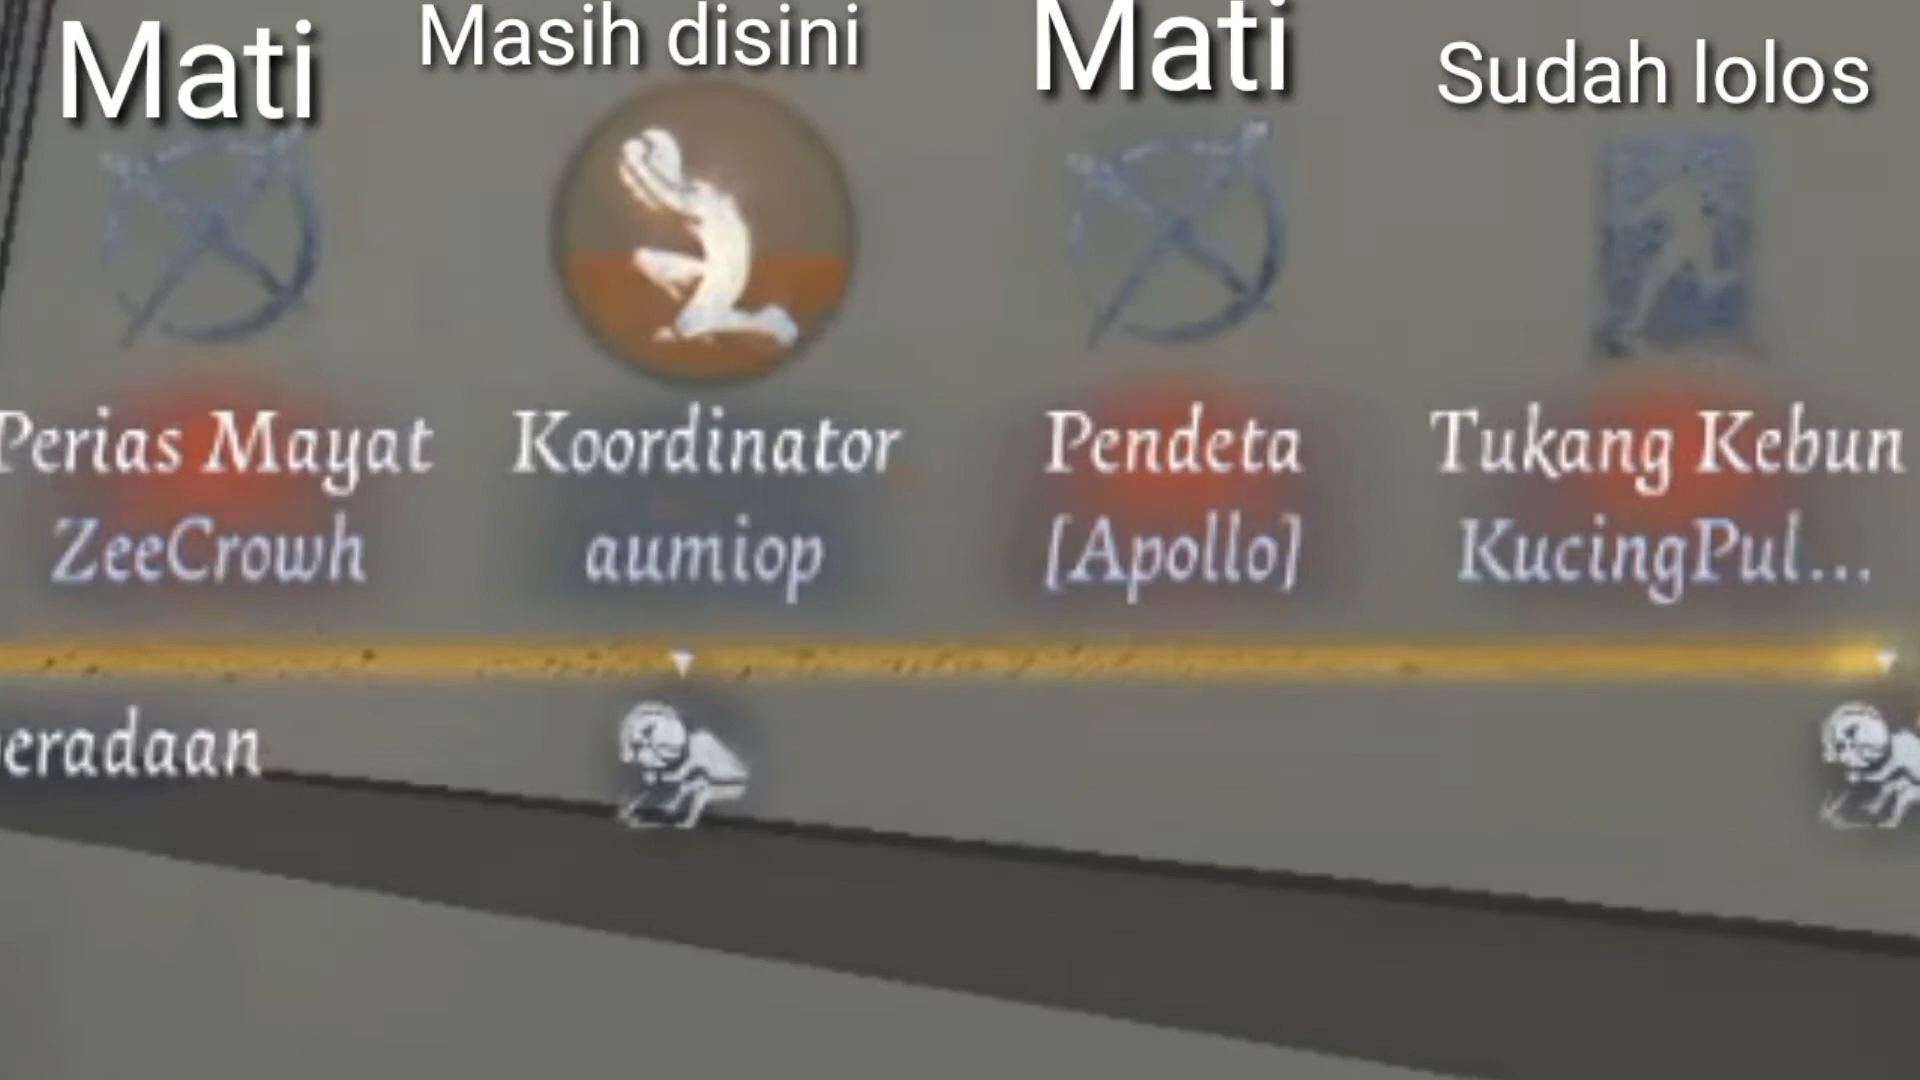 Mati
Masih disini
Mati
Sudah lolos
Perias Mayat
Koordinator
Pendeta
Tukang Kebun
ZeeCrowh
aumiop
[Apollo]
KucingPul...
eradaan